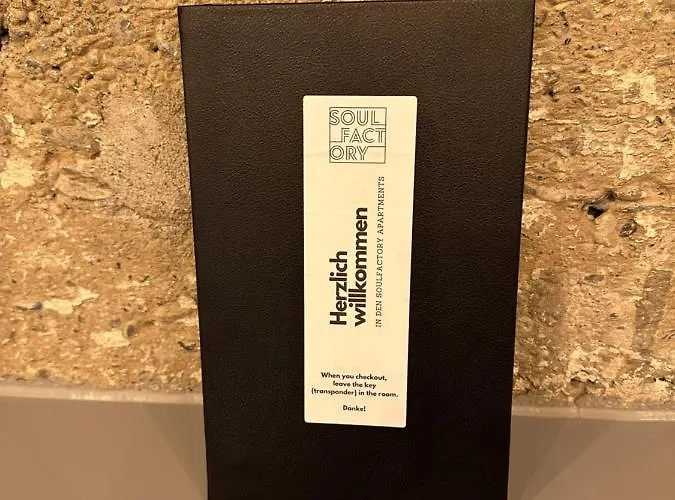 SOUL
FACT
ORY
Herzlich
willkommen
IN DEN SOULFACTORY APARTMENTS
When you checkout,
leave the key
(transponder) in the room.
Danke!